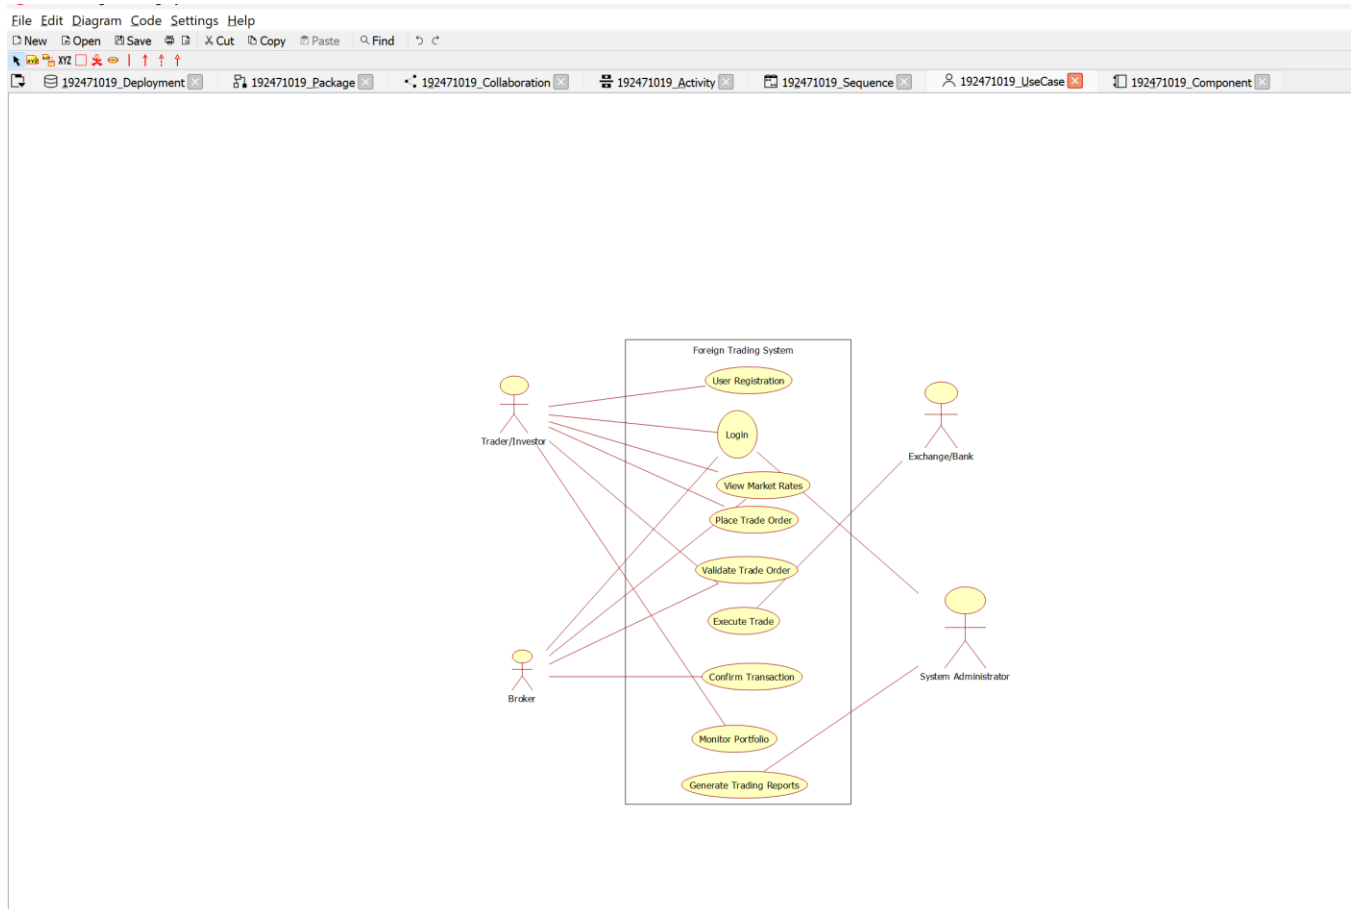 File Edit Diagram Code Settings Help
New Open Save Cut Copy Paste Find
XYZ
192471019_Deployment 192471019_Package 192471019_Collaboration 192471019_Activity 192471019_Sequence 192471019_UseCase 192471019_Component
Foreign Trading System
User Registration
Trader/Investor
Login
Exchange/Bank
View Market Rates
Place Trade Order
Validate Trade Order
Execute Trade
Confirm Transaction
System Administrator
Broker
Monitor Portfolio
Generate Trading Reports